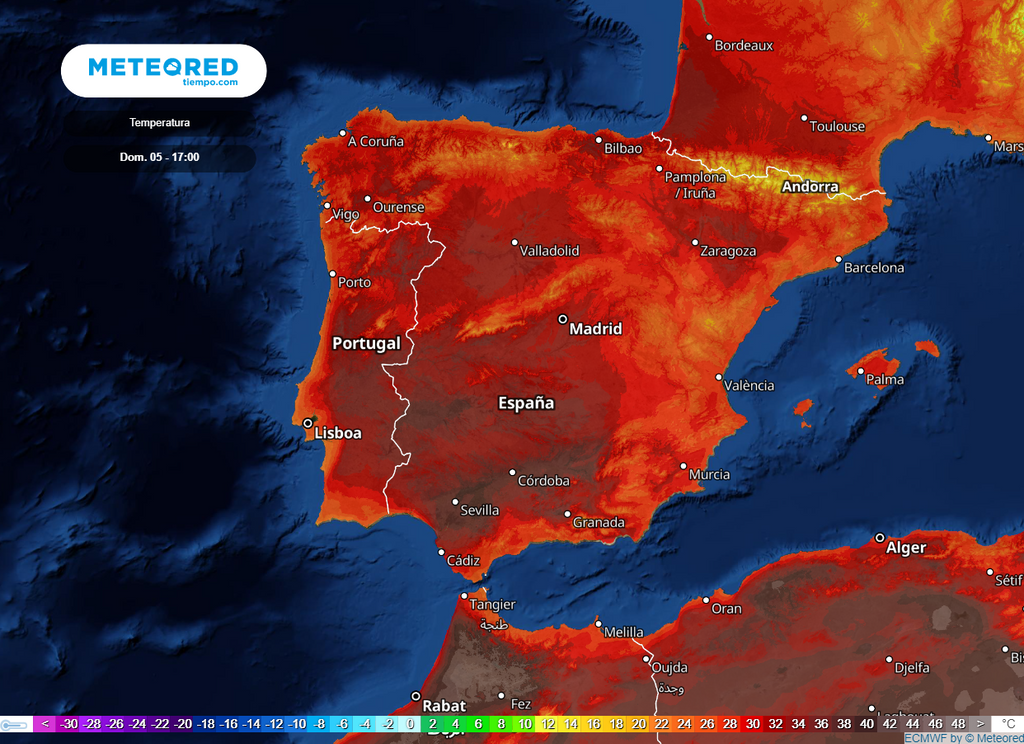 METEORED
tiempo.com
Temperatura
Dom. 05 - 17:00
Bordeaux
Toulouse
Mars
A Coruña
Bilbao
Pamplona
/ Iruña
Andorra
Ourense
Vigo
Valladolid
Zaragoza
Barcelona
Porto
Madrid
Portugal
Palma
València
España
Lisboa
Murcia
Córdoba
Sevilla
Granada
Cádiz
Alger
Sétif
Tangier
طنجة
Oran
Melilla
Bis
Oujda
وجدة
Djelfa
Rabat
Fez
Laghouat
< -30 -28 -26 -24 -22 -20 -18 -16 -14 -12 -10 -8 -6 -4 -2 0 2 4 6 8 10 12 14 16 18 20 22 24 26 28 30 32 34 36 38 40 42 44 46 48 > °C
ECMWF by © Meteored